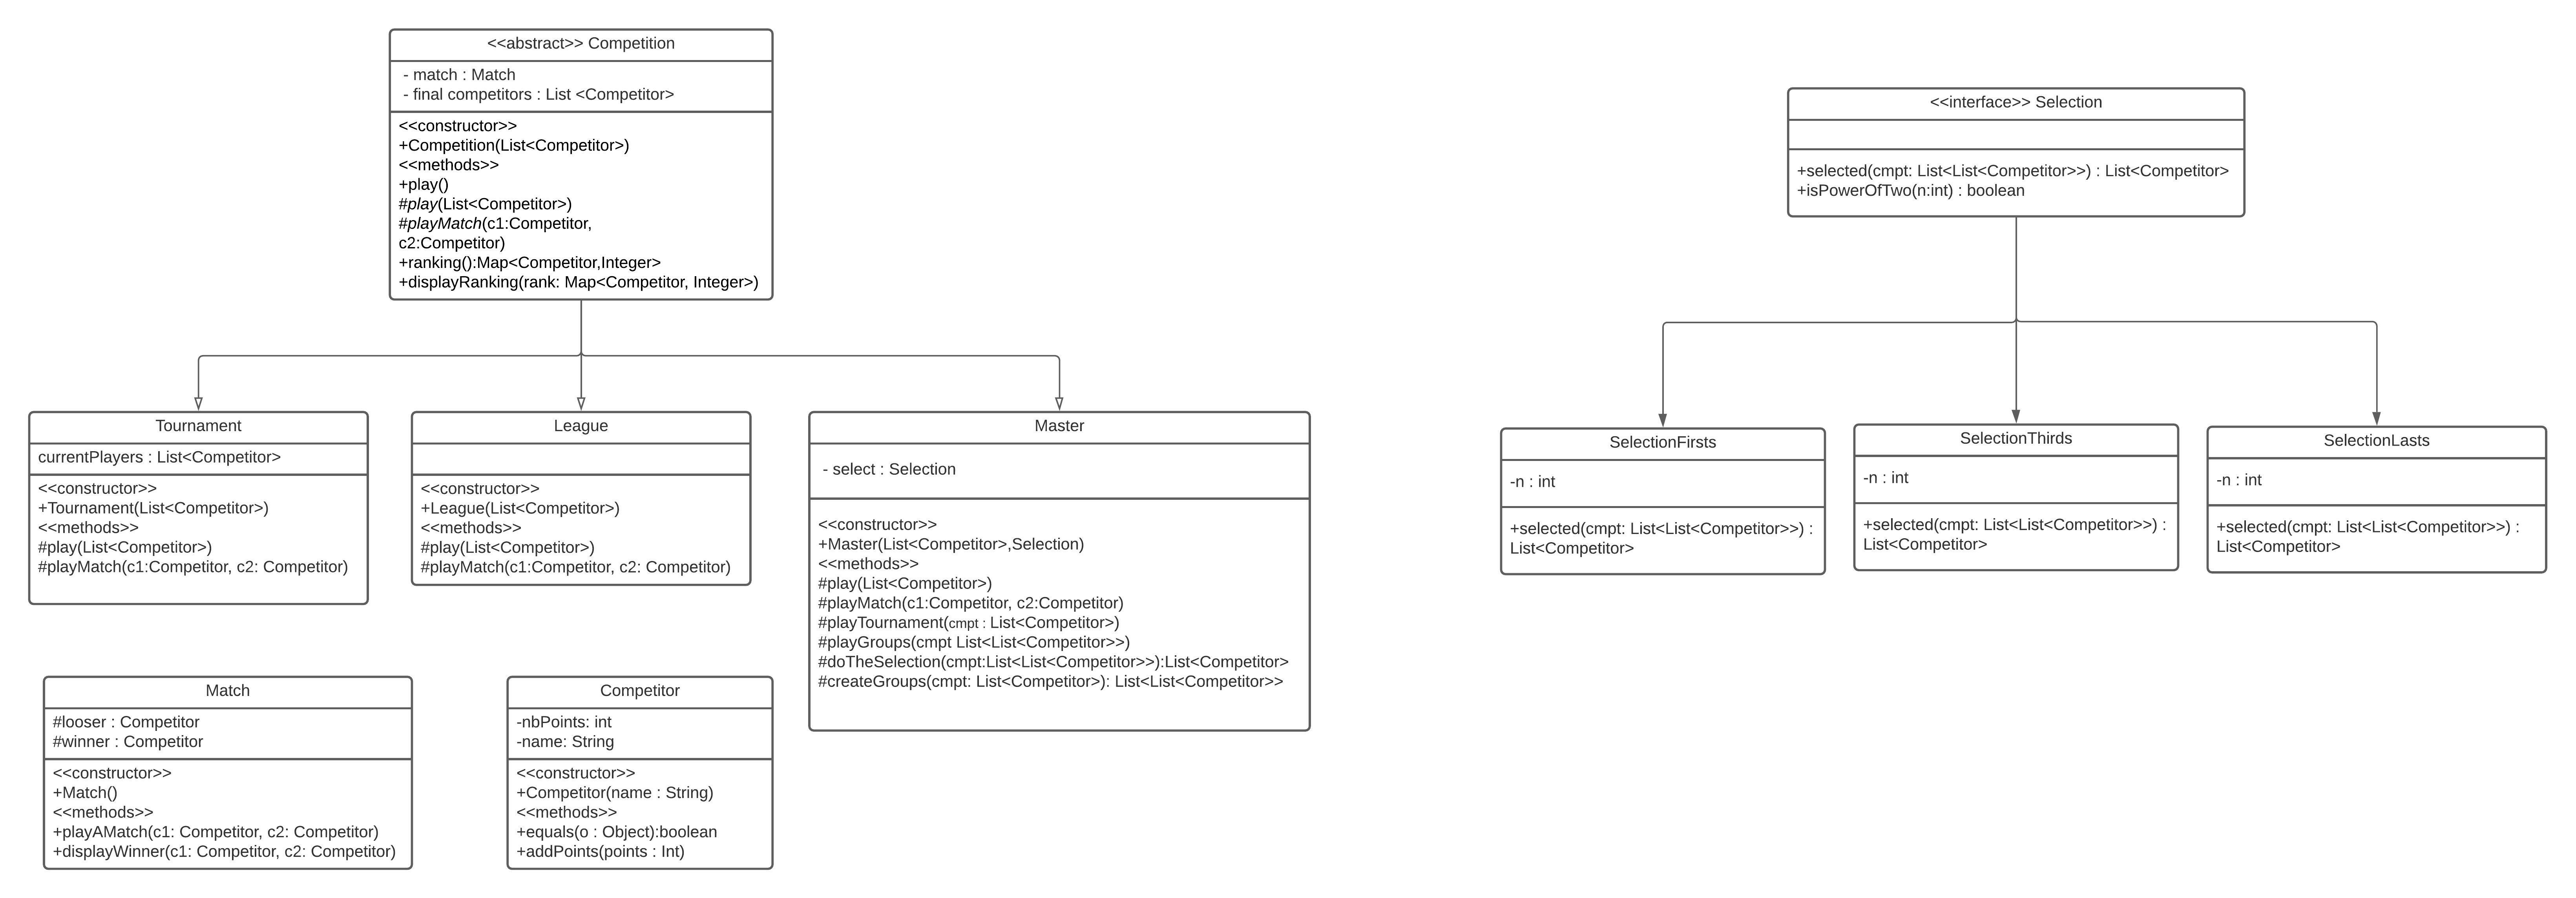 <<abstract>> Competition
- match : Match
- final competitors : List <Competitor>
<<constructor>>
+Competition(List<Competitor>)
<<methods>>
+play()
#play(List<Competitor>)
#playMatch(c1:Competitor,
c2:Competitor)
+ranking():Map<Competitor,Integer>
+displayRanking(rank: Map<Competitor, Integer>)
<<interface>> Selection
+selected(cmpt: List<List<Competitor>>) : List<Competitor>
+isPowerOfTwo(n:int) : boolean
Tournament
currentPlayers : List<Competitor>
<<constructor>>
+Tournament(List<Competitor>)
<<methods>>
#play(List<Competitor>)
#playMatch(c1:Competitor, c2: Competitor)
League
<<constructor>>
+League(List<Competitor>)
<<methods>>
#play(List<Competitor>)
#playMatch(c1:Competitor, c2: Competitor)
Master
- select : Selection
<<constructor>>
+Master(List<Competitor>,Selection)
<<methods>>
#play(List<Competitor>)
#playMatch(c1:Competitor, c2:Competitor)
#playTournament(cmpt : List<Competitor>)
#playGroups(cmpt List<List<Competitor>>)
#doTheSelection(cmpt:List<List<Competitor>>):List<Competitor>
#createGroups(cmpt: List<Competitor>): List<List<Competitor>>
SelectionFirsts
-n : int
+selected(cmpt: List<List<Competitor>>) :
List<Competitor>
SelectionThirds
-n : int
+selected(cmpt: List<List<Competitor>>) :
List<Competitor>
SelectionLasts
-n : int
+selected(cmpt: List<List<Competitor>>) :
List<Competitor>
Match
#looser : Competitor
#winner : Competitor
<<constructor>>
+Match()
<<methods>>
+playAMatch(c1: Competitor, c2: Competitor)
+displayWinner(c1: Competitor, c2: Competitor)
Competitor
-nbPoints: int
-name: String
<<constructor>>
+Competitor(name : String)
<<methods>>
+equals(o : Object):boolean
+addPoints(points : Int)